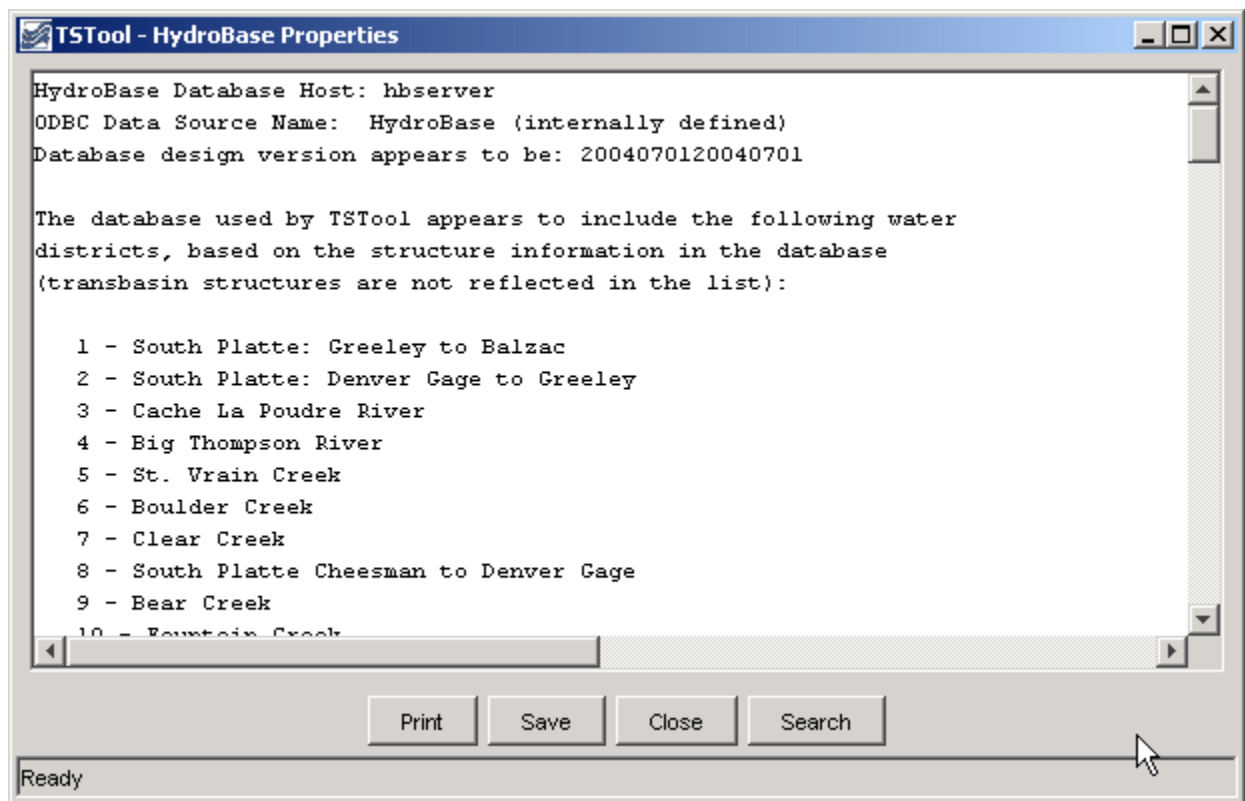 TSTool - HydroBase Properties
HydroBase Database Host: hbserver
ODBC Data Source Name:  HydroBase (internally defined)
Database design version appears to be: 2004070120040701
The database used by TSTool appears to include the following water
districts, based on the structure information in the database
(transbasin structures are not reflected in the list):
1 - South Platte: Greeley to Balzac
2 - South Platte: Denver Gage to Greeley
3 - Cache La Poudre River
4 - Big Thompson River
5 - St. Vrain Creek
6 - Boulder Creek
7 - Clear Creek
8 - South Platte Cheesman to Denver Gage
9 - Bear Creek
10 - Fountain Creek
Print Save Close Search
Ready